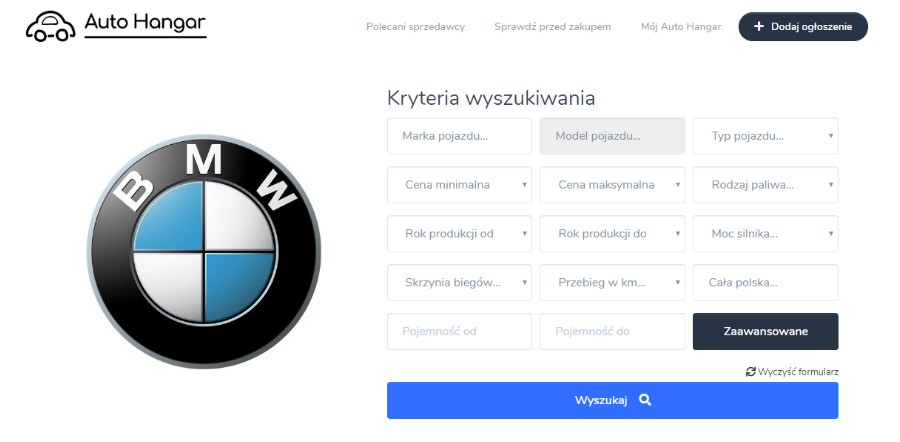 Auto Hangar
Polecani sprzedawcy Sprawdź przed zakupem Mój Auto Hangar Dodaj ogłoszenie
BMW
Kryteria wyszukiwania
Marka pojazdu... Model pojazdu... Typ pojazdu...
Cena minimalna Cena maksymalna Rodzaj paliwa...
Rok produkcji od Rok produkcji do Moc silnika...
Skrzynia biegów... Przebieg w km... Cała polska...
Pojemność od Pojemność do Zaawansowane
Wyczyść formularz
Wyszukaj